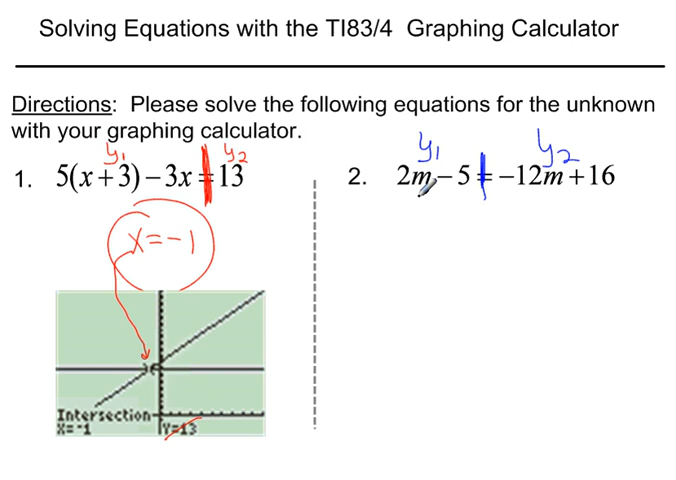 Solving Equations with the TI83/4 Graphing Calculator
Directions: Please solve the following equations for the unknown
with your graphing calculator.
y1 y2
1. 5(x+3)−3x=13
x=-1
Intersection
X=-1 Y=13
y1 y2
2. 2m−5=−12m+16